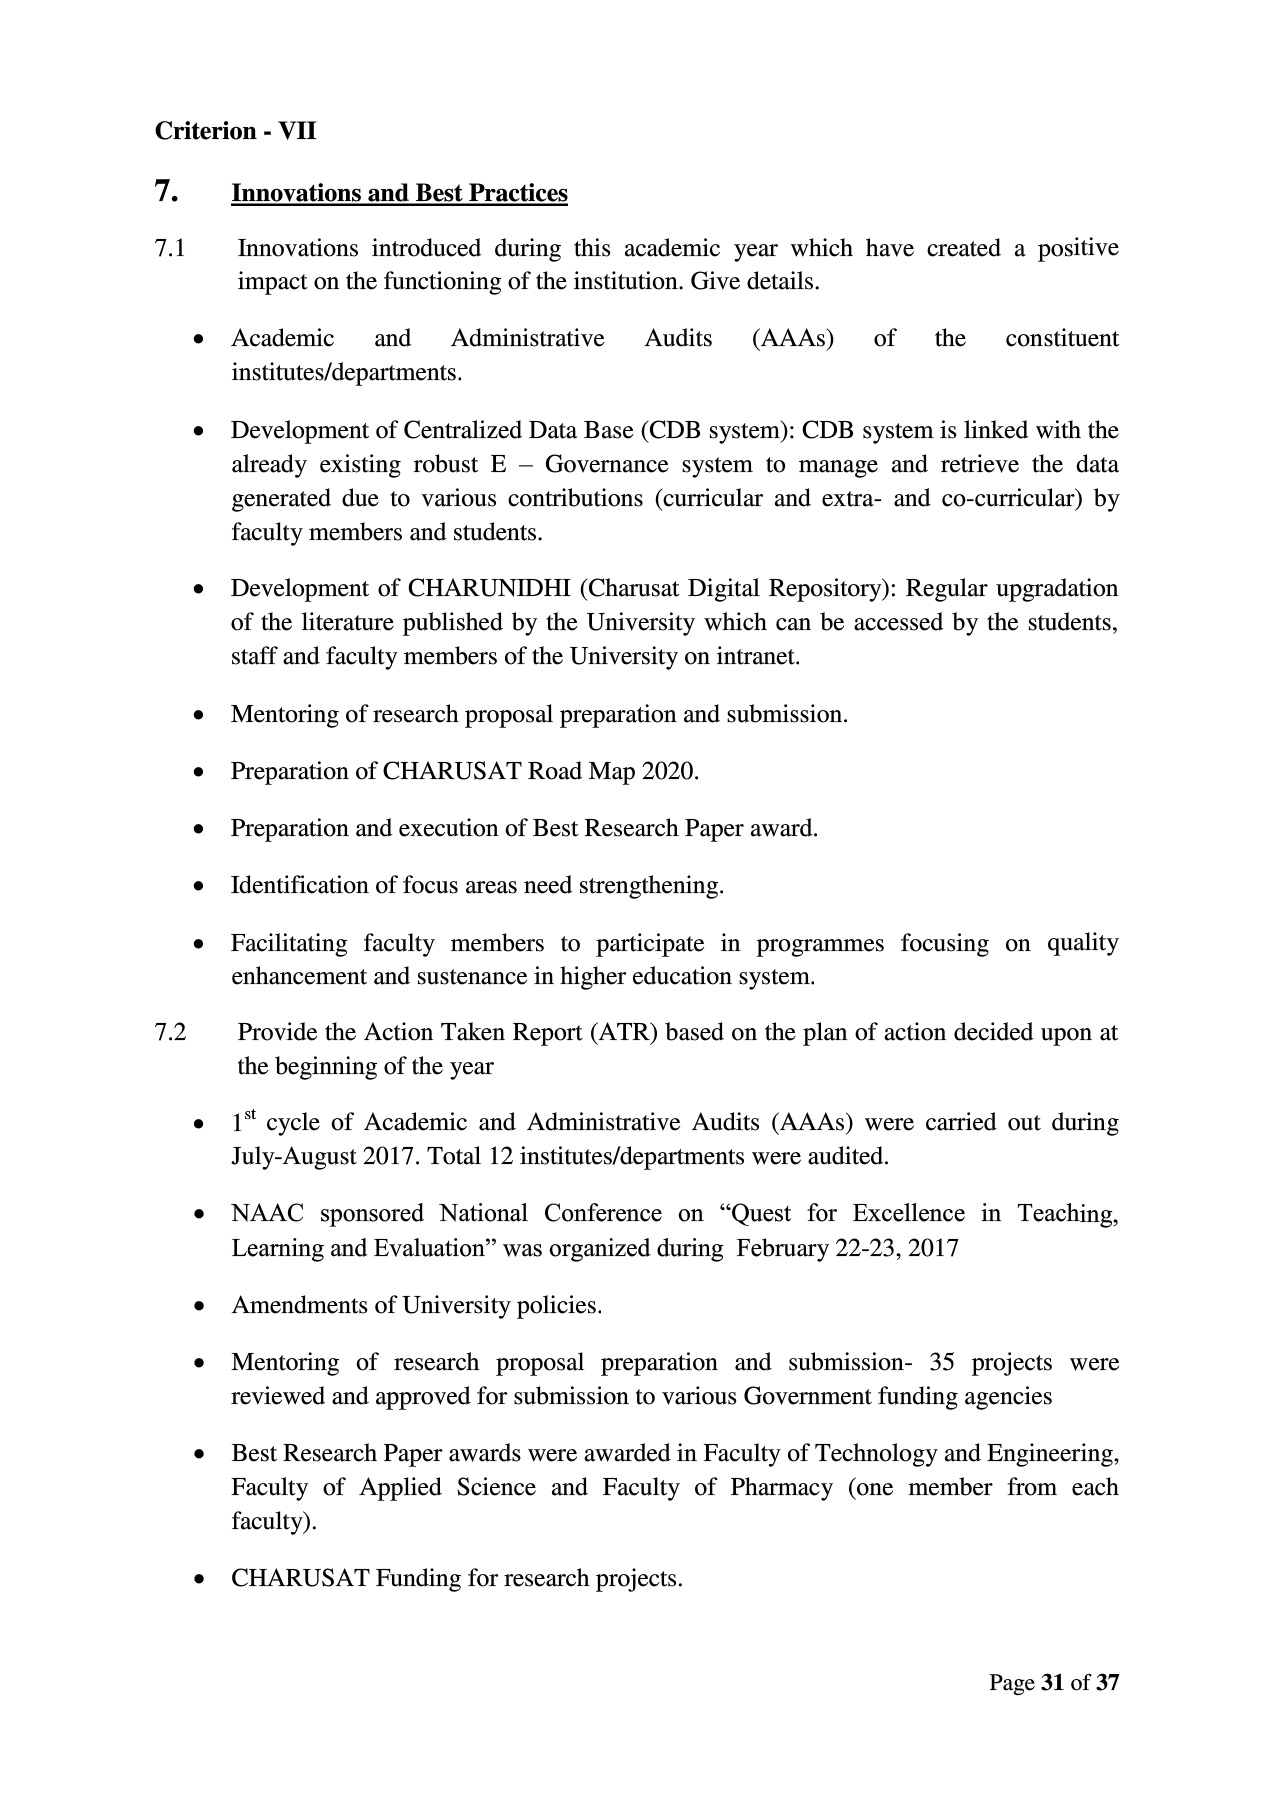 Criterion - VII
7. Innovations and Best Practices
7.1 Innovations introduced during this academic year which have created a positive
impact on the functioning of the institution. Give details.
• Academic and Administrative Audits (AAAs) of the constituent
institutes/departments.
• Development of Centralized Data Base (CDB system): CDB system is linked with the
already existing robust E – Governance system to manage and retrieve the data
generated due to various contributions (curricular and extra- and co-curricular) by
faculty members and students.
• Development of CHARUNIDHI (Charusat Digital Repository): Regular upgradation
of the literature published by the University which can be accessed by the students,
staff and faculty members of the University on intranet.
• Mentoring of research proposal preparation and submission.
• Preparation of CHARUSAT Road Map 2020.
• Preparation and execution of Best Research Paper award.
• Identification of focus areas need strengthening.
• Facilitating faculty members to participate in programmes focusing on quality
enhancement and sustenance in higher education system.
7.2 Provide the Action Taken Report (ATR) based on the plan of action decided upon at
the beginning of the year
• 1st cycle of Academic and Administrative Audits (AAAs) were carried out during
July-August 2017. Total 12 institutes/departments were audited.
• NAAC sponsored National Conference on “Quest for Excellence in Teaching,
Learning and Evaluation” was organized during February 22-23, 2017
• Amendments of University policies.
• Mentoring of research proposal preparation and submission- 35 projects were
reviewed and approved for submission to various Government funding agencies
• Best Research Paper awards were awarded in Faculty of Technology and Engineering,
Faculty of Applied Science and Faculty of Pharmacy (one member from each
faculty).
• CHARUSAT Funding for research projects.
Page 31 of 37